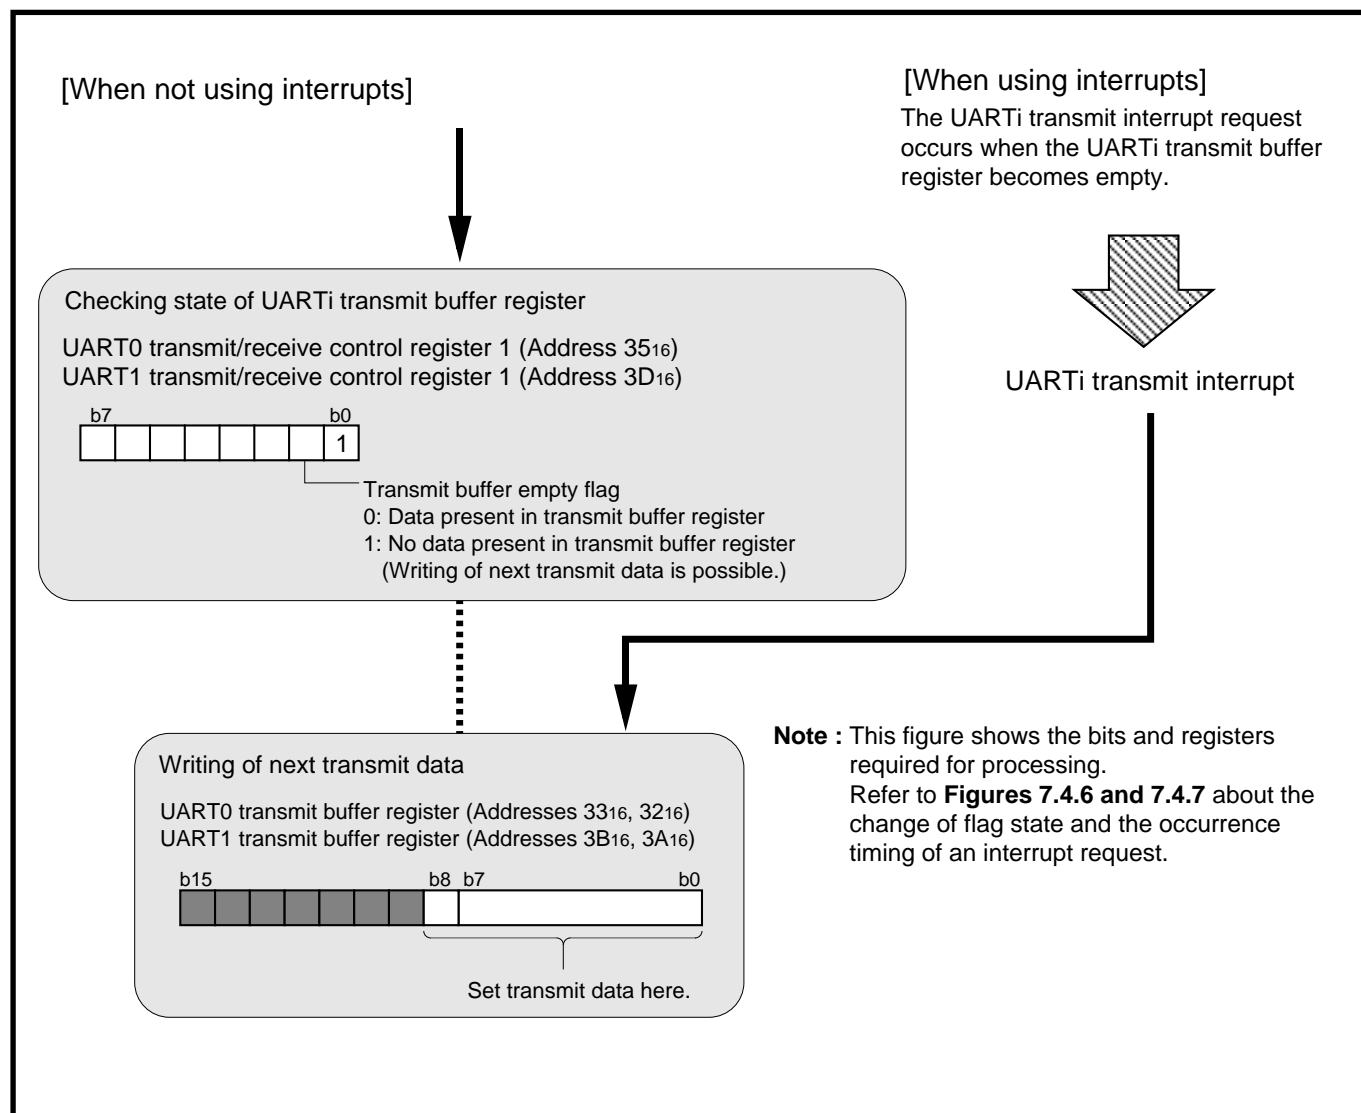 [When not using interrupts]
[When using interrupts]
The UARTi transmit interrupt request
occurs when the UARTi transmit buffer
register becomes empty.
Checking state of UARTi transmit buffer register
UART0 transmit/receive control register 1 (Address 3516)
UART1 transmit/receive control register 1 (Address 3D16)
b7 b0
1
Transmit buffer empty flag
0: Data present in transmit buffer register
1: No data present in transmit buffer register
(Writing of next transmit data is possible.)
UARTi transmit interrupt
Writing of next transmit data
UART0 transmit buffer register (Addresses 3316, 3216)
UART1 transmit buffer register (Addresses 3B16, 3A16)
b15 b8 b7 b0
Set transmit data here.
Note : This figure shows the bits and registers
required for processing.
Refer to Figures 7.4.6 and 7.4.7 about the
change of flag state and the occurrence
timing of an interrupt request.